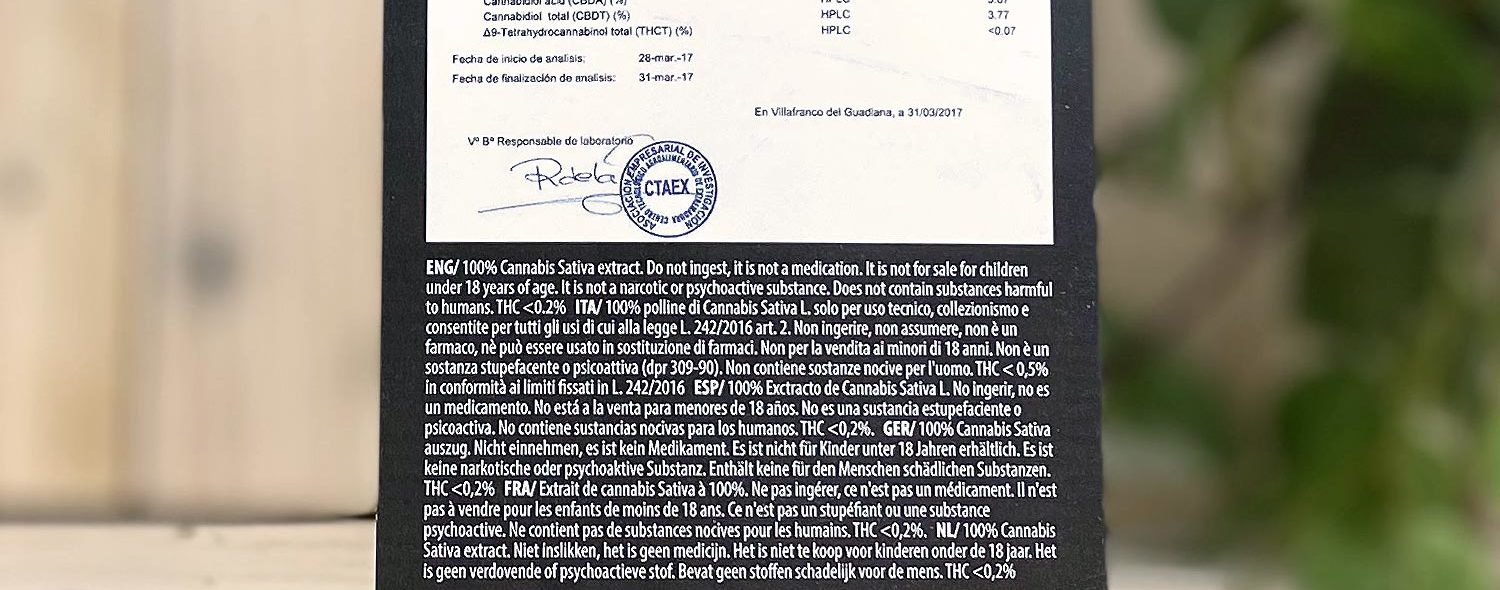 Cannabidiol acid (CBDA) (%) HPLC 3.67
Cannabidiol total (CBDT) (%) HPLC 3.77
Δ9-Tetrahydrocannabinol total (THCT) (%) HPLC <0.07
Fecha de inicio de analisis: 28-mar.-17
Fecha de finalización de analisis: 31-mar.-17
En Villafranco del Guadiana, a 31/03/2017
Vº Bª Responsable de laboratorio
ASOCIACION EMPRESARIAL DE INVESTIGACION
CENTRO TECNOLOGICO AGROALIMENTARIO DE EXTREMADURA
CTAEX
ENG/ 100% Cannabis Sativa extract. Do not ingest, it is not a medication. It is not for sale for children
under 18 years of age. It is not a narcotic or psychoactive substance. Does not contain substances harmful
to humans. THC <0.2% ITA/ 100% polline di Cannabis Sativa L. solo per uso tecnico, collezionismo e
consentite per tutti gli usi di cui alla legge L. 242/2016 art. 2. Non ingerire, non assumere, non è un
farmaco, nè può essere usato in sostituzione di farmaci. Non per la vendita ai minori di 18 anni. Non è un
sostanza stupefacente o psicoattiva (dpr 309-90). Non contiene sostanze nocive per l'uomo. THC < 0,5%
in conformità ai limiti fissati in L. 242/2016 ESP/ 100% Exctracto de Cannabis Sativa L. No ingerir, no es
un medicamento. No está a la venta para menores de 18 años. No es una sustancia estupefaciente o
psicoactiva. No contiene sustancias nocivas para los humanos. THC <0,2%. GER/ 100% Cannabis Sativa
auszug. Nicht einnehmen, es ist kein Medikament. Es ist nicht für Kinder unter 18 Jahren erhältlich. Es ist
keine narkotische oder psychoaktive Substanz. Enthält keine für den Menschen schädlichen Substanzen.
THC <0,2% FRA/ Extrait de cannabis Sativa à 100%. Ne pas ingérer, ce n'est pas un médicament. Il n'est
pas à vendre pour les enfants de moins de 18 ans. Ce n'est pas un stupéfiant ou une substance
psychoactive. Ne contient pas de substances nocives pour les humains. THC <0,2%. NL/ 100% Cannabis
Sativa extract. Niet inslikken, het is geen medicijn. Het is niet te koop voor kinderen onder de 18 jaar. Het
is geen verdovende of psychoactieve stof. Bevat geen stoffen schadelijk voor de mens. THC <0,2%